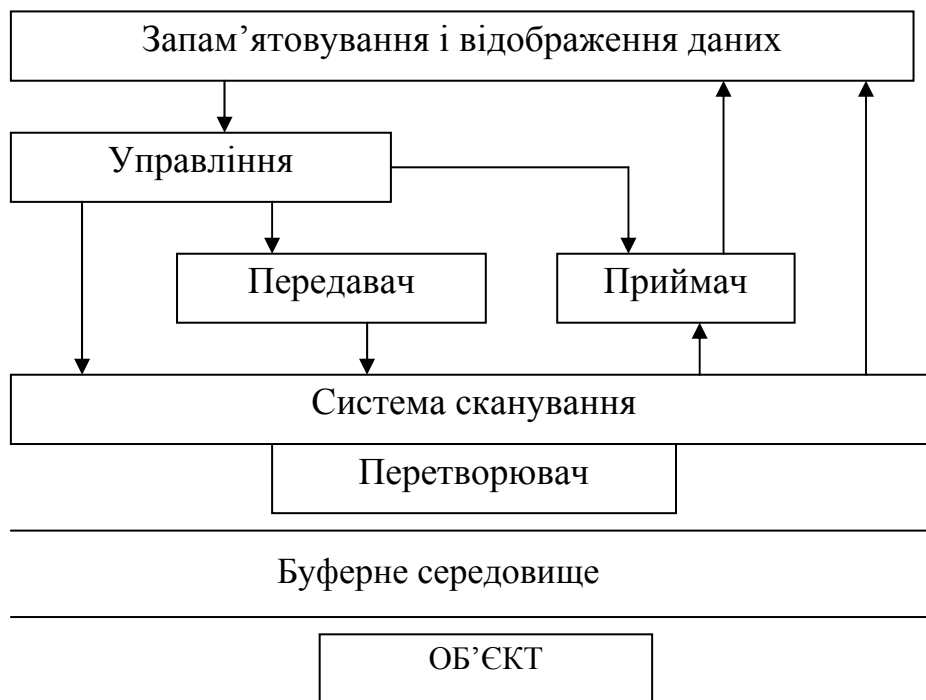 Запам’ятовування і відображення даних
Управління
Передавач
Приймач
Система сканування
Перетворювач
Буферне середовище
ОБ’ЄКТ